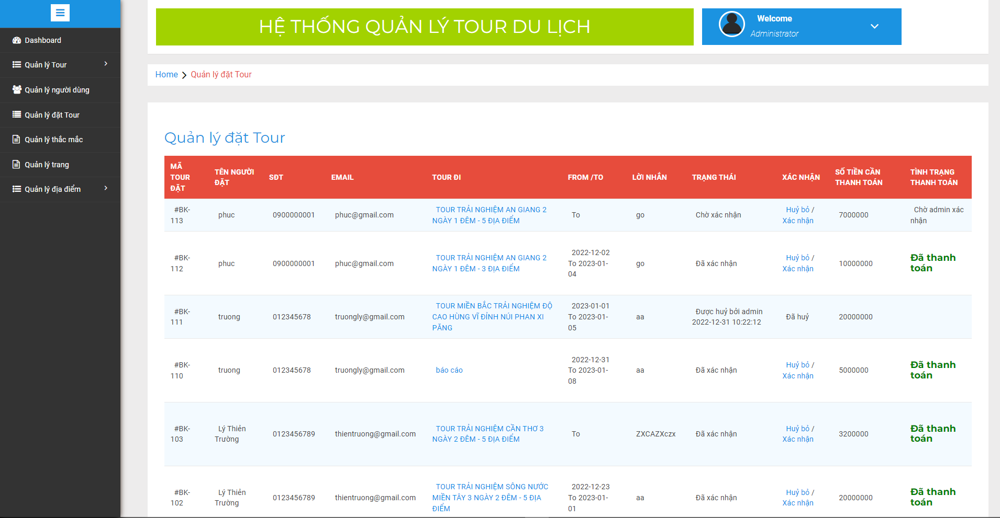 HỆ THỐNG QUẢN LÝ TOUR DU LỊCH
Welcome
Administrator
Dashboard
Quản lý Tour
Quản lý người dùng
Quản lý đặt Tour
Quản lý thắc mắc
Quản lý trang
Quản lý địa điểm
Home
Quản lý đặt Tour
Quản lý đặt Tour
MÃ
TOUR
ĐẶT
TÊN NGƯỜI
ĐẶT
SĐT
EMAIL
TOUR ĐI
FROM /TO
LỜI NHẮN
TRẠNG THÁI
XÁC NHẬN
SỐ TIỀN CẦN
THANH TOÁN
TÌNH TRẠNG
THANH TOÁN
#BK-
113
phuc
0900000001
phuc@gmail.com
TOUR TRẢI NGHIỆM AN GIANG 2
NGÀY 1 ĐÊM - 5 ĐỊA ĐIỂM
To
go
Chờ xác nhận
Huỷ bỏ /
Xác nhận
7000000
Chờ admin xác
nhận
#BK-
112
phuc
0900000001
phuc@gmail.com
TOUR TRẢI NGHIỆM AN GIANG 2
NGÀY 1 ĐÊM - 3 ĐỊA ĐIỂM
2022-12-02
To 2023-01-
04
go
Đã xác nhận
Huỷ bỏ /
Xác nhận
10000000
Đã thanh
toán
#BK-
111
truong
012345678
truongly@gmail.com
TOUR MIỀN BẮC TRẢI NGHIỆM ĐỘ
CAO HÙNG VĨ ĐỈNH NÚI PHAN XI
PĂNG
2023-01-01
To 2023-01-
05
aa
Được huỷ bởi admin
2022-12-31 10:22:12
Đã huỷ
20000000
#BK-
110
truong
012345678
truongly@gmail.com
báo cáo
2022-12-31
To 2023-01-
08
aa
Đã xác nhận
Huỷ bỏ /
Xác nhận
5000000
Đã thanh
toán
#BK-
103
Lý Thiên
Trường
0123456789
thientruong@gmail.com
TOUR TRẢI NGHIỆM CẦN THƠ 3
NGÀY 2 ĐÊM - 5 ĐỊA ĐIỂM
To
ZXCAZXczx
Đã xác nhận
Huỷ bỏ /
Xác nhận
3200000
Đã thanh
toán
#BK-
102
Lý Thiên
Trường
0123456789
thientruong@gmail.com
TOUR TRẢI NGHIỆM SÔNG NƯỚC
MIỀN TÂY 3 NGÀY 2 ĐÊM - 5 ĐỊA
ĐIỂM
2022-12-23
To 2023-01-
01
aa
Đã xác nhận
Huỷ bỏ /
Xác nhận
20000000
Đã thanh
toán